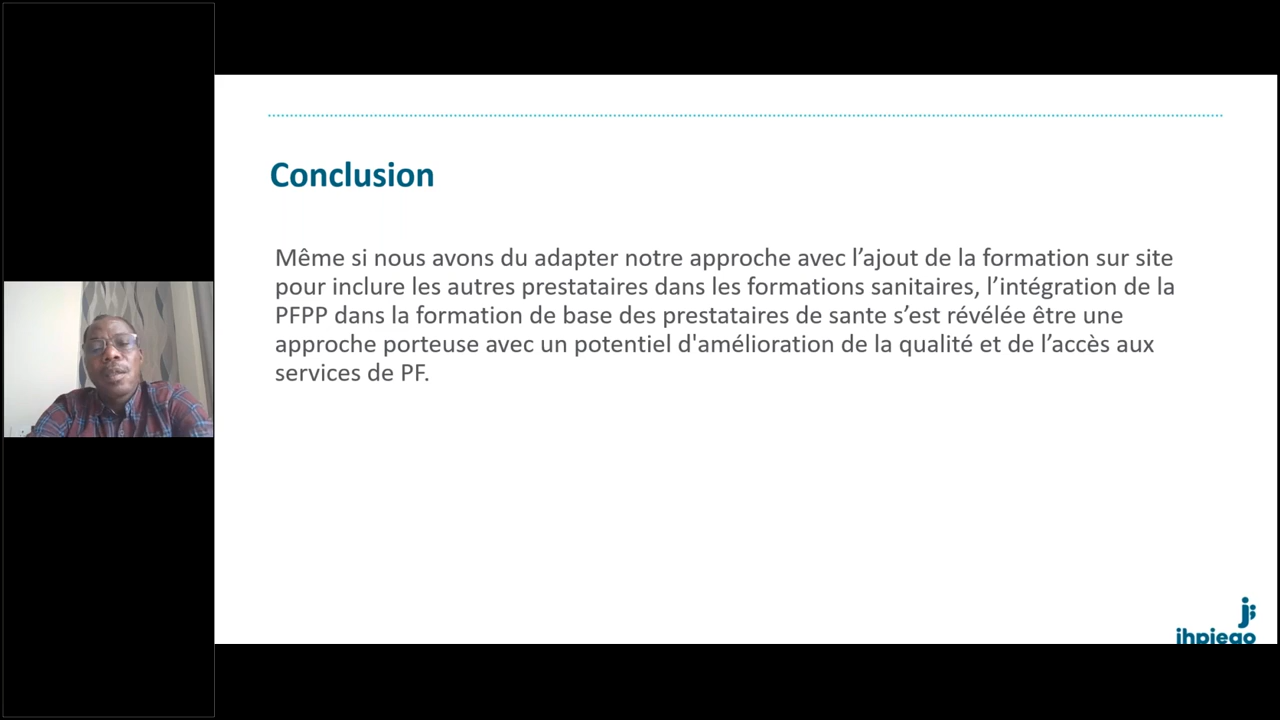 Conclusion
Même si nous avons du adapter notre approche avec l’ajout de la formation sur site
pour inclure les autres prestataires dans les formations sanitaires, l’intégration de la
PFPP dans la formation de base des prestataires de sante s’est révélée être une
approche porteuse avec un potentiel d'amélioration de la qualité et de l’accès aux
services de PF.
jhpiego